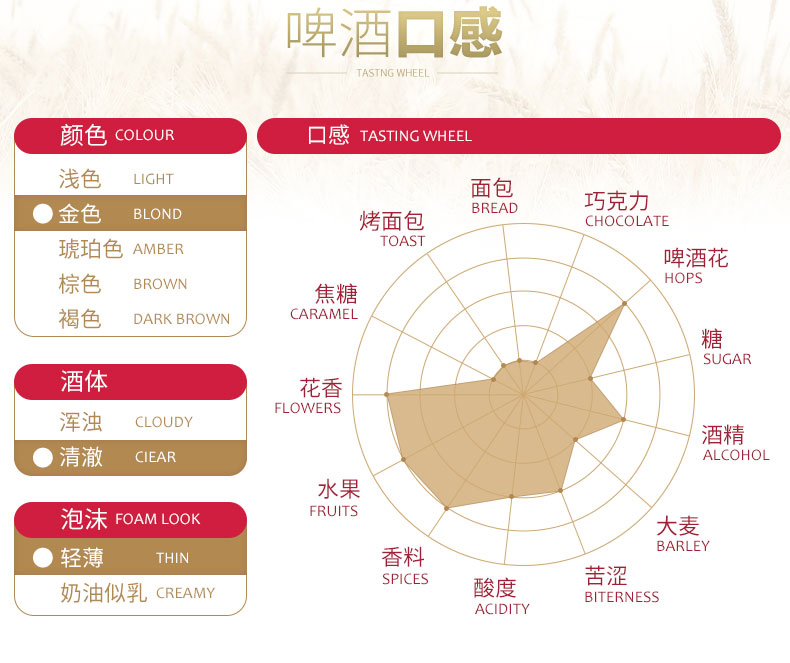 啤酒口感
TASTNG WHEEL
颜色 COLOUR
浅色 LIGHT
金色 BLOND
琥珀色 AMBER
棕色 BROWN
褐色 DARK BROWN
酒体
浑浊 CLOUDY
清澈 CIEAR
泡沫 FOAM LOOK
轻薄 THIN
奶油似乳 CREAMY
口感 TASTING WHEEL
面包
BREAD
巧克力
CHOCOLATE
啤酒花
HOPS
糖
SUGAR
酒精
ALCOHOL
大麦
BARLEY
苦涩
BITERNESS
酸度
ACIDITY
香料
SPICES
水果
FRUITS
花香
FLOWERS
焦糖
CARAMEL
烤面包
TOAST